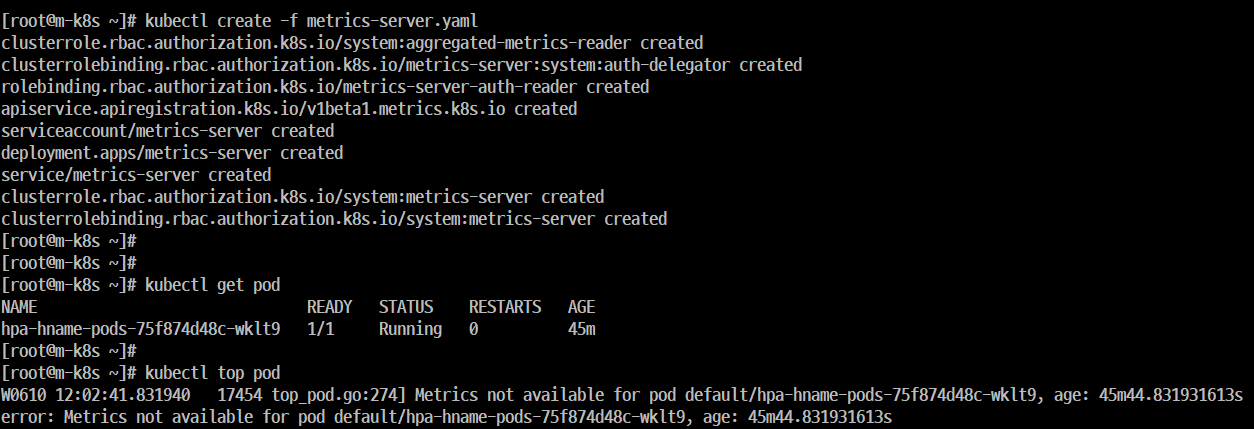 [root@m-k8s ~]# kubectl create -f metrics-server.yaml
clusterrole.rbac.authorization.k8s.io/system:aggregated-metrics-reader created
clusterrolebinding.rbac.authorization.k8s.io/metrics-server:system:auth-delegator created
rolebinding.rbac.authorization.k8s.io/metrics-server-auth-reader created
apiservice.apiregistration.k8s.io/v1beta1.metrics.k8s.io created
serviceaccount/metrics-server created
deployment.apps/metrics-server created
service/metrics-server created
clusterrole.rbac.authorization.k8s.io/system:metrics-server created
clusterrolebinding.rbac.authorization.k8s.io/system:metrics-server created
[root@m-k8s ~]#
[root@m-k8s ~]#
[root@m-k8s ~]# kubectl get pod
NAME                              READY   STATUS    RESTARTS   AGE
hpa-hname-pods-75f874d48c-wklt9   1/1     Running   0          45m
[root@m-k8s ~]#
[root@m-k8s ~]# kubectl top pod
W0610 12:02:41.831940   17454 top_pod.go:274] Metrics not available for pod default/hpa-hname-pods-75f874d48c-wklt9, age: 45m44.831931613s
error: Metrics not available for pod default/hpa-hname-pods-75f874d48c-wklt9, age: 45m44.831931613s